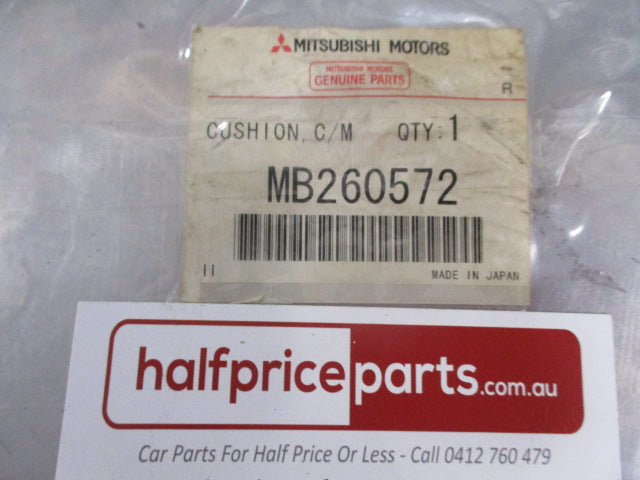 MITSUBISHI MOTORS
MITSUBISHI MOTORS
GENUINE PARTS
R
CUSHION, C/M QTY: 1
MB260572
II MADE IN JAPAN
halfpriceparts.com.au
Car Parts For Half Price Or Less - Call 0412 760 479